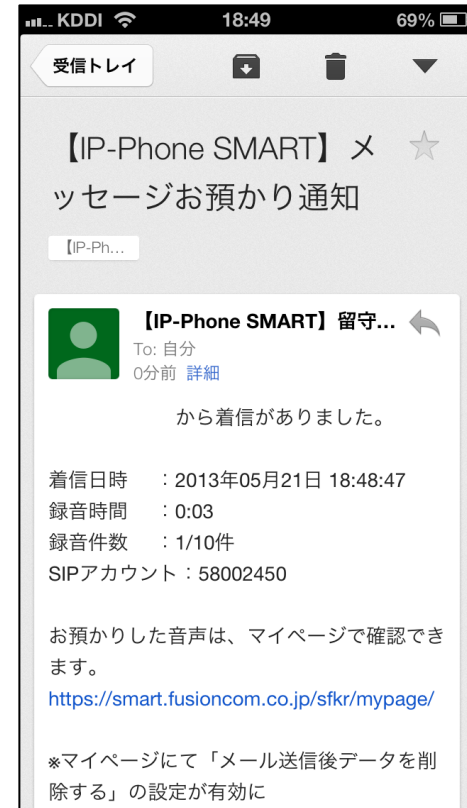 KDDI 18:49 69%
受信トレイ
【IP-Phone SMART】メ
ッセージお預かり通知
【IP-Ph...
【IP-Phone SMART】留守...
To: 自分
0分前 詳細
から着信がありました。
着信日時 ：2013年05月21日 18:48:47
録音時間 ：0:03
録音件数 ：1/10件
SIPアカウント：58002450
お預かりした音声は、マイページで確認でき
ます。
https://smart.fusioncom.co.jp/sfkr/mypage/
※マイページにて「メール送信後データを削
除する」の設定が有効に